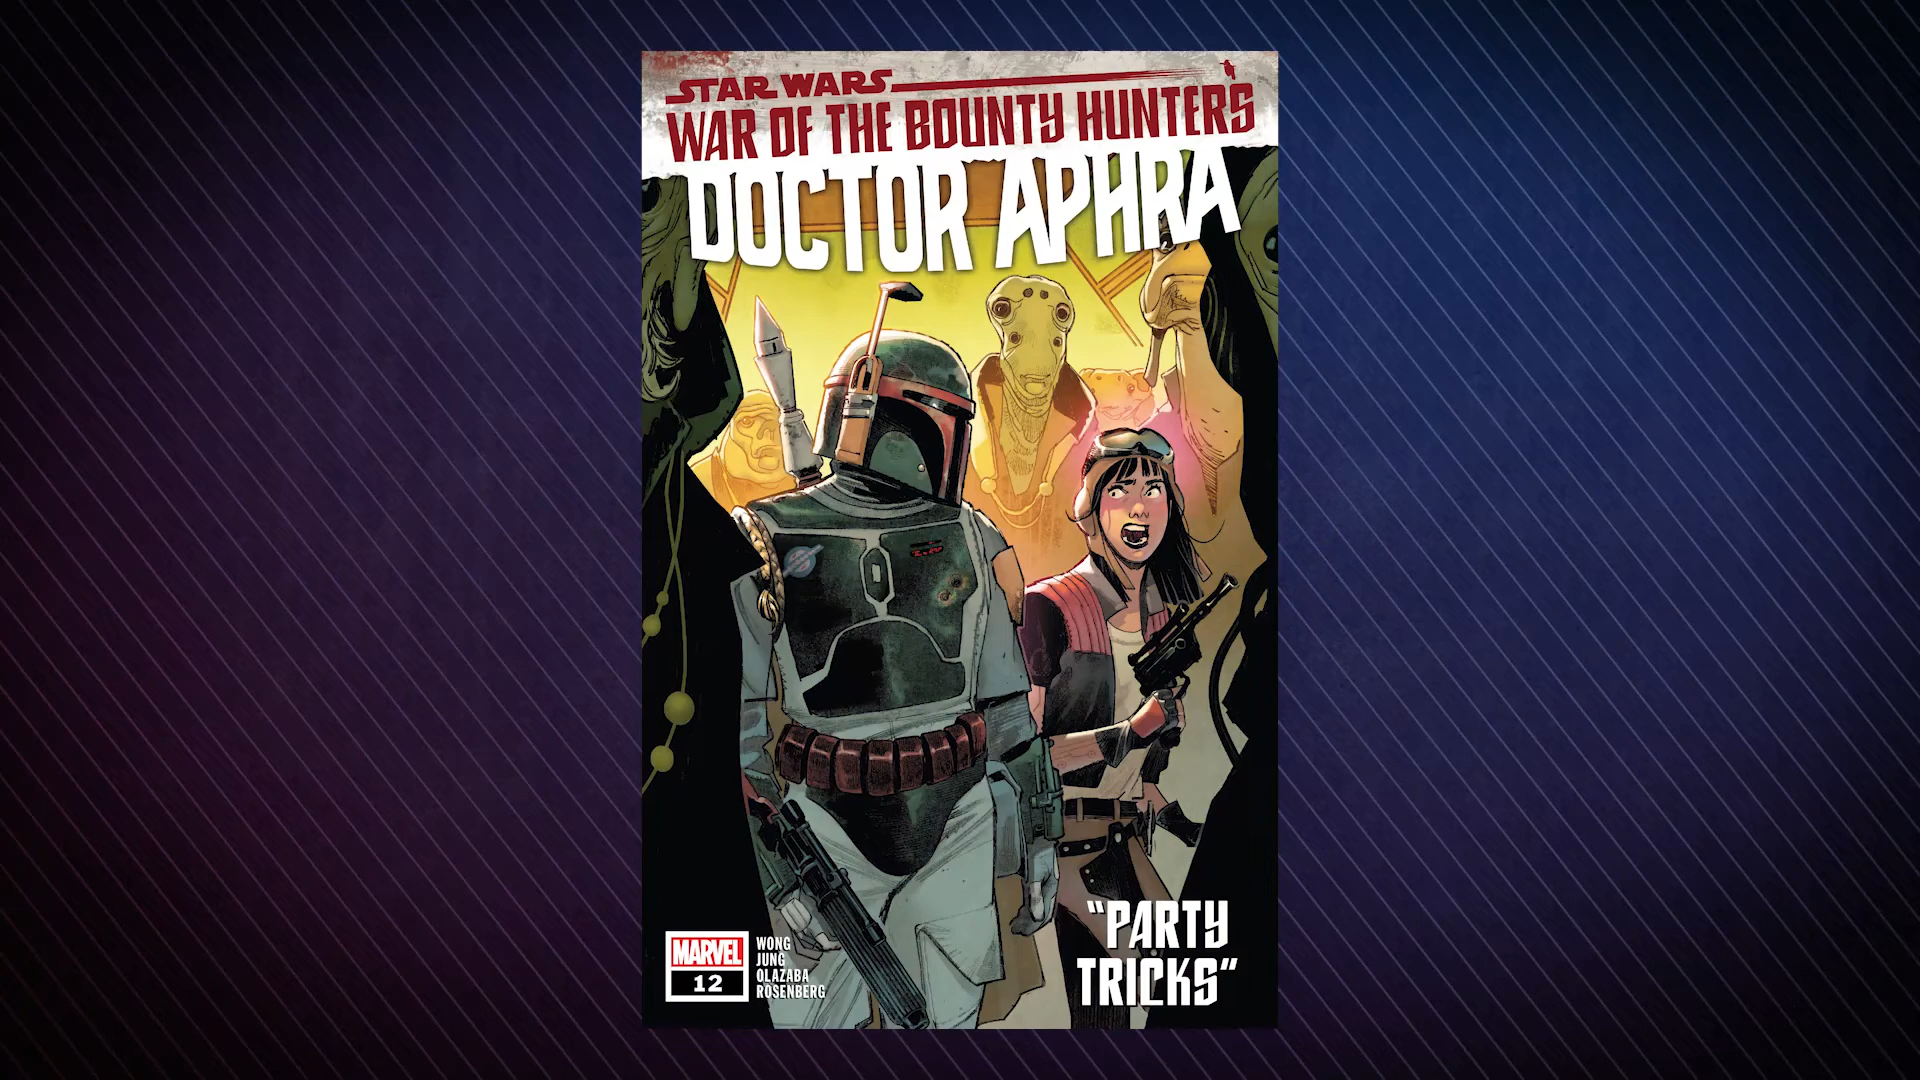 STAR WARS
WAR OF THE BOUNTY HUNTERS
DOCTOR APHRA
"PARTY
TRICKS"
MARVEL
12
WONG
JUNG
OLAZABA
ROSENBERG